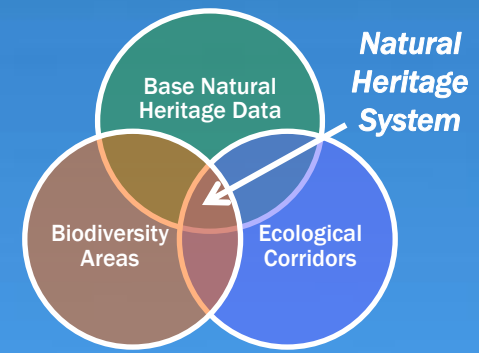 Natural
Heritage
System
Base Natural
Heritage Data
Biodiversity
Areas
Ecological
Corridors